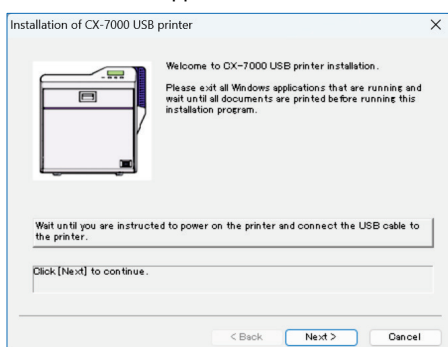 Installation of CX-7000 USB printer
Welcome to CX-7000 USB printer installation.
Please exit all Windows applications that are running and
wait until all documents are printed before running this
installation program.
Wait until you are instructed to power on the printer and connect the USB cable to
the printer.
Click [Next] to continue.
< Back
Next >
Cancel